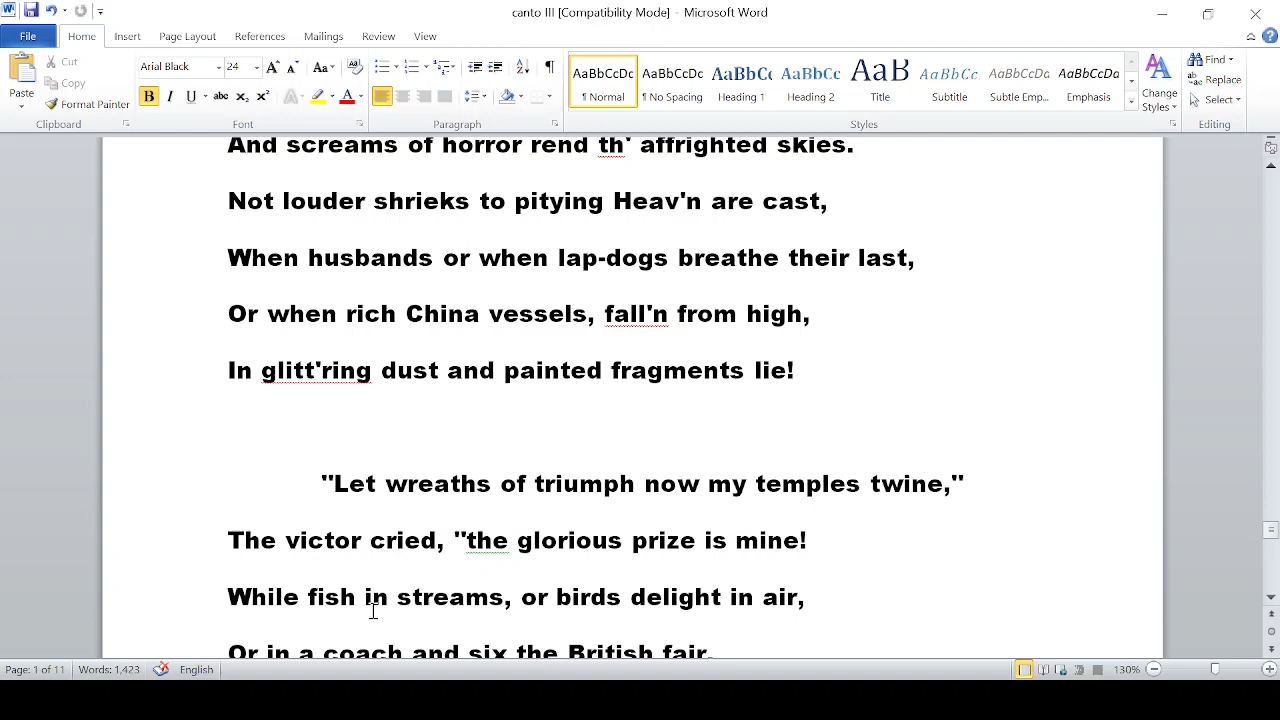 canto III [Compatibility Mode] - Microsoft Word
File Home Insert Page Layout References Mailings Review View
Paste Cut Copy Format Painter Clipboard
Arial Black 24 Font
Paragraph
AaBbCcDc ¶ Normal AaBbCcDc ¶ No Spacing AaBbCc Heading 1 AaBbCc Heading 2 AaB Title AaBbCc. Subtitle AaBbCcDc Subtle Emp... AaBbCcDc Emphasis Change Styles Styles
Find Replace Select Editing
And screams of horror rend th' affrighted skies.
Not louder shrieks to pitying Heav'n are cast,
When husbands or when lap-dogs breathe their last,
Or when rich China vessels, fall'n from high,
In glitt'ring dust and painted fragments lie!
"Let wreaths of triumph now my temples twine,"
The victor cried, "the glorious prize is mine!
While fish in streams, or birds delight in air,
Or in a coach and six the British fair,
Page: 1 of 11 Words: 1,423 English 130%